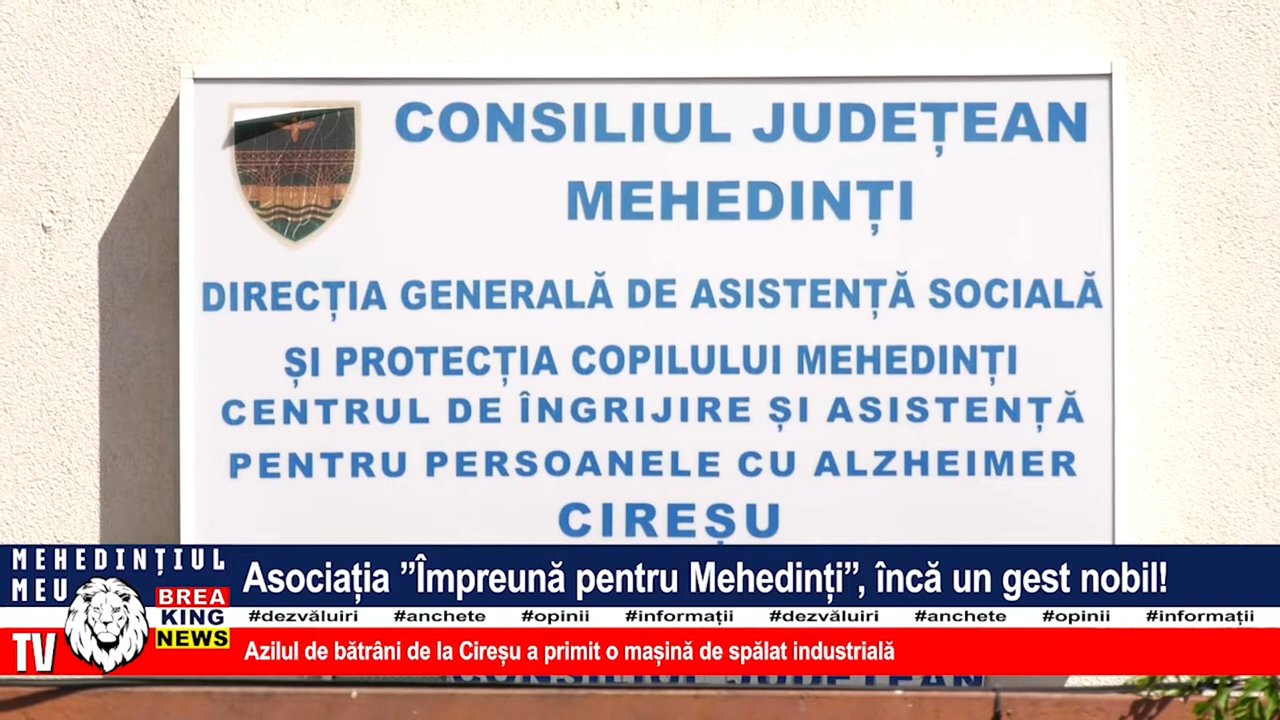 CONSILIUL JUDEȚEAN
MEHEDINȚI
DIRECȚIA GENERALĂ DE ASISTENȚĂ SOCIALĂ
ȘI PROTECȚIA COPILULUI MEHEDINȚI
CENTRUL DE ÎNGRIJIRE ȘI ASISTENȚĂ
PENTRU PERSOANELE CU ALZHEIMER
CIREȘU
MEHEDINȚIUL
MEU
TV
BREA
KING
NEWS
Asociația ”Împreună pentru Mehedinți”, încă un gest nobil!
#dezvăluiri #anchete #opinii #informații #dezvăluiri #anchete #opinii #informații
Azilul de bătrâni de la Cireșu a primit o mașină de spălat industrială
CONSILIUL JUDEȚEAN